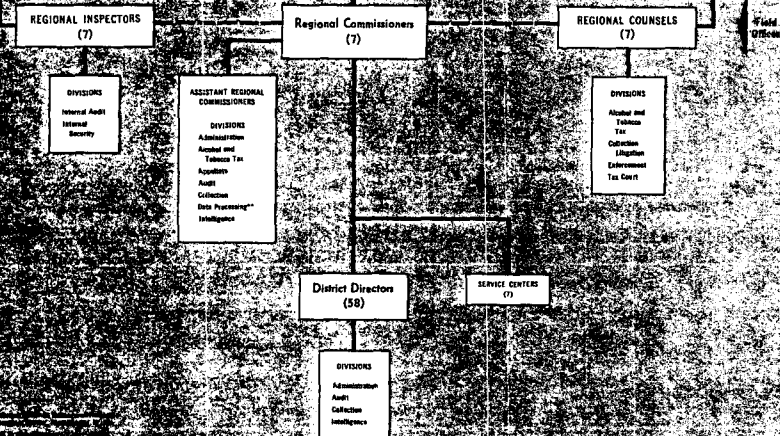 REGIONAL INSPECTORS
(7)
Regional Commissioners
(7)
REGIONAL COUNSELS
(7)
Field
Offices
DIVISIONS
Internal Audit
Internal
Security
ASSISTANT REGIONAL
COMMISSIONERS
DIVISIONS
Administration
Alcohol and
Tobacco Tax
Appellate
Audit
Collection
Data Processing**
Intelligence
DIVISIONS
Alcohol and
Tobacco
Tax
Collection
Litigation
Enforcement
Tax Court
District Directors
(58)
SERVICE CENTERS
(7)
DIVISIONS
Administration
Audit
Collection
Intelligence